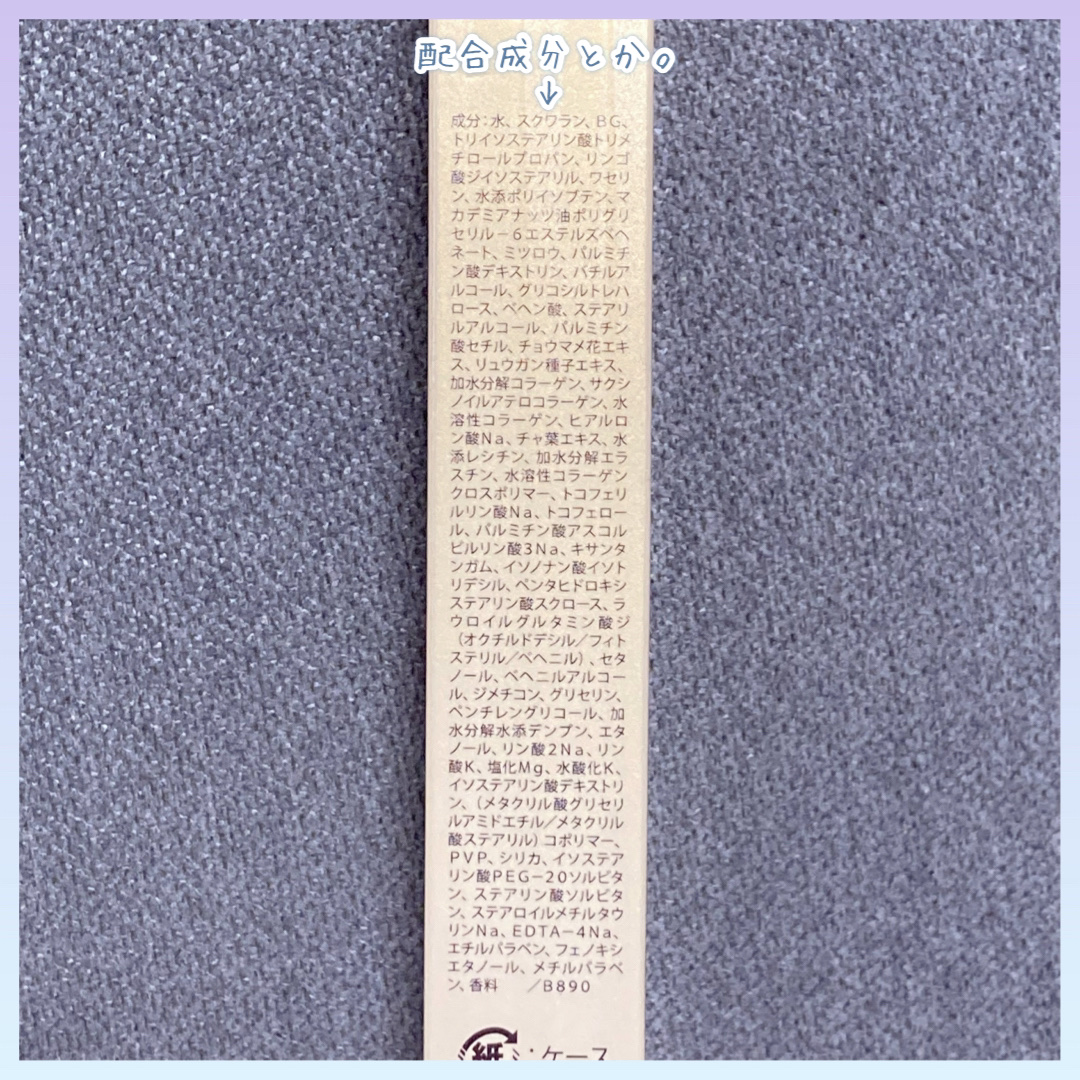 配合成分とか。
↓
成分：水、スクワラン、BG、
トリイソステアリン酸トリメ
チロールプロパン、リンゴ
酸ジイソステアリル、ワセリ
ン、水添ポリイソブテン、マ
カデミアナッツ油ポリグリ
セリル－6エステルズベヘ
ネート、ミツロウ、パルミチ
ン酸デキストリン、バチルア
ルコール、グリコシルトレハ
ロース、ベヘン酸、ステアリ
ルアルコール、パルミチン
酸セチル、チョウマメ花エキ
ス、リュウガン種子エキス、
加水分解コラーゲン、サクシ
ノイルアテロコラーゲン、水
溶性コラーゲン、ヒアルロ
ン酸Na、チャ葉エキス、水
添レシチン、加水分解エラ
スチン、水溶性コラーゲン
クロスポリマー、トコフェリ
ルリン酸Na、トコフェロー
ル、パルミチン酸アスコル
ビルリン酸3Na、キサンタ
ンガム、イソノナン酸イソト
リデシル、ペンタヒドロキシ
ステアリン酸スクロース、ラ
ウロイルグルタミン酸ジ
（オクチルドデシル／フィト
ステリル／ベヘニル）、セタ
ノール、ベヘニルアルコー
ル、ジメチコン、グリセリン、
ペンチレングリコール、加
水分解水添デンプン、エタ
ノール、リン酸2Na、リン
酸K、塩化Mg、水酸化K、
イソステアリン酸デキストリ
ン、（メタクリル酸グリセリ
ルアミドエチル／メタクリル
酸ステアリル）コポリマー、
PVP、シリカ、イソステア
リン酸PEG－20ソルビタ
ン、ステアリン酸ソルビタ
ン、ステアロイルメチルタウ
リンNa、EDTA－4Na、
エチルパラベン、フェノキシ
エタノール、メチルパラベ
ン、香料　／B890
紙：ケース